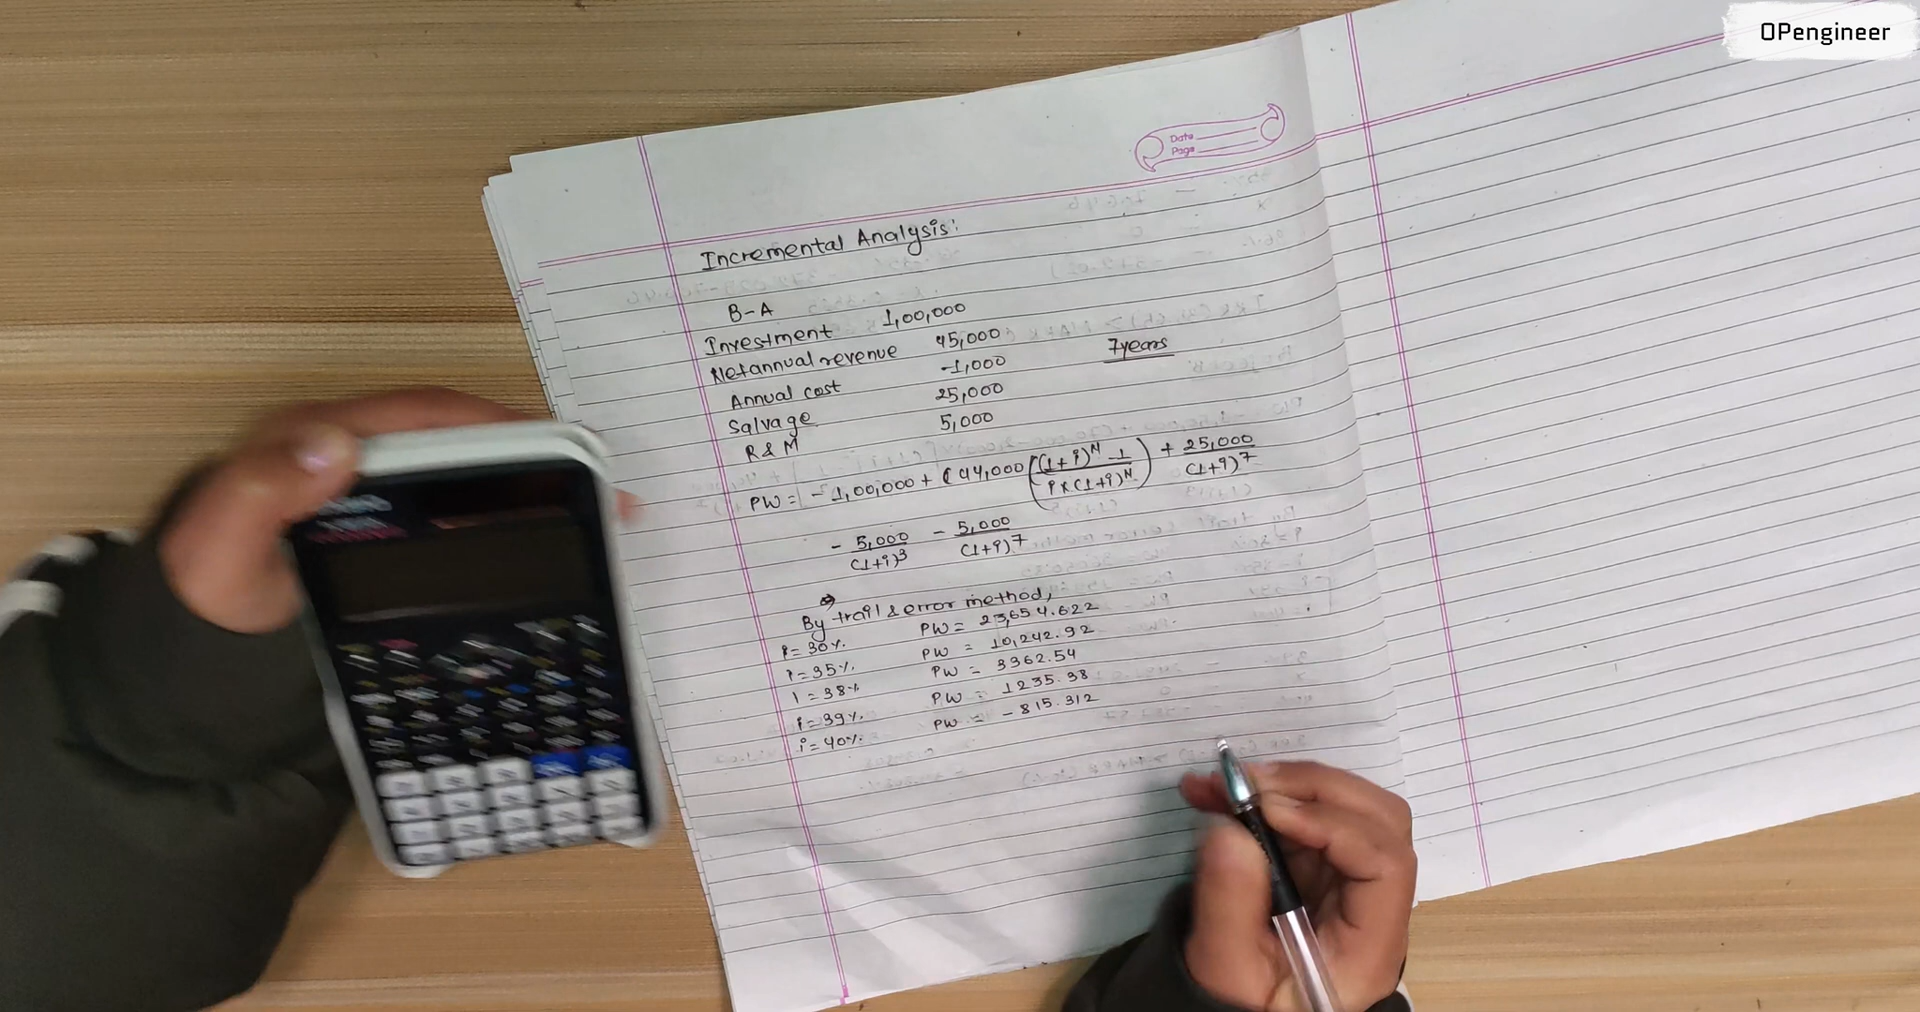 OPengineer
Date
Page
Incremental Analysis:
B-A
Investment 1,00,000
Net annual revenue 45,000
Annual cost -1,000 7years
Salvage 25,000
R&M 5,000
PW = -1,00,000 + (44,000 ((1+i)^N -1 / i×(1+i)^N) + 25,000/(1+i)^7
- 5,000/(1+i)^3 - 5,000/(1+i)^7
By trail & error method,
i=30%. PW = 23,654.622
i=35%. PW = 10,242.92
i=38% PW = 3362.54
i=39%. PW = 1235.38
i=40%. PW = -815.312